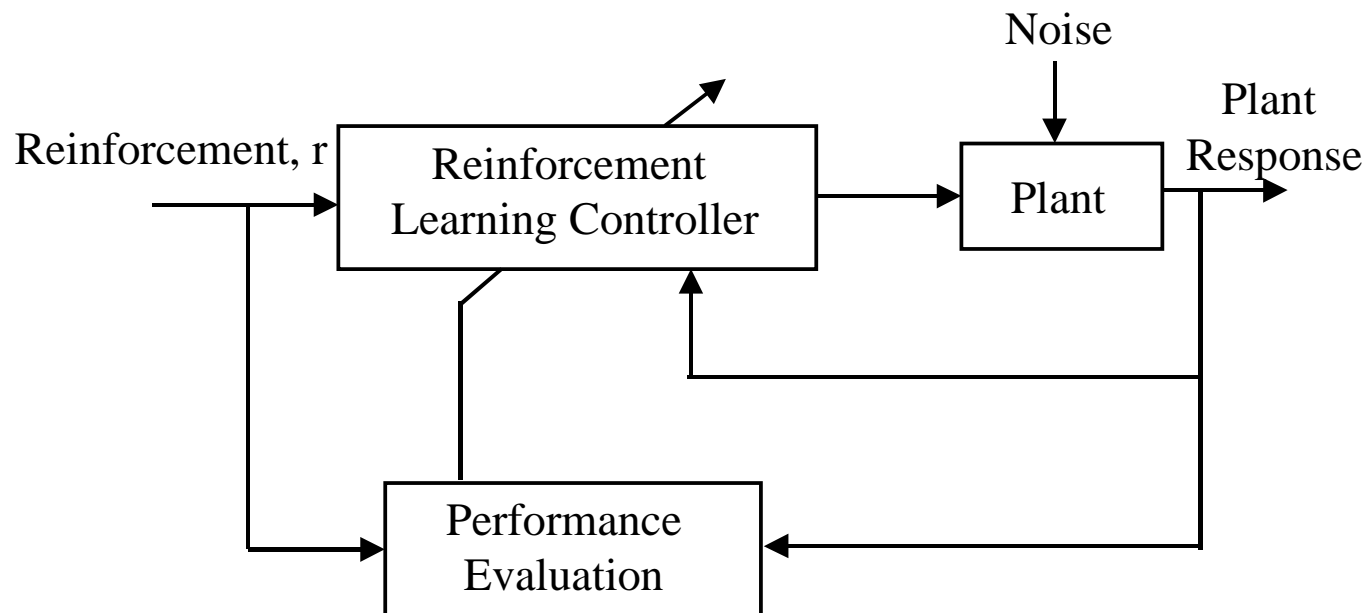 Noise
Plant
Response
Reinforcement, r
Reinforcement
Learning Controller
Plant
Performance
Evaluation